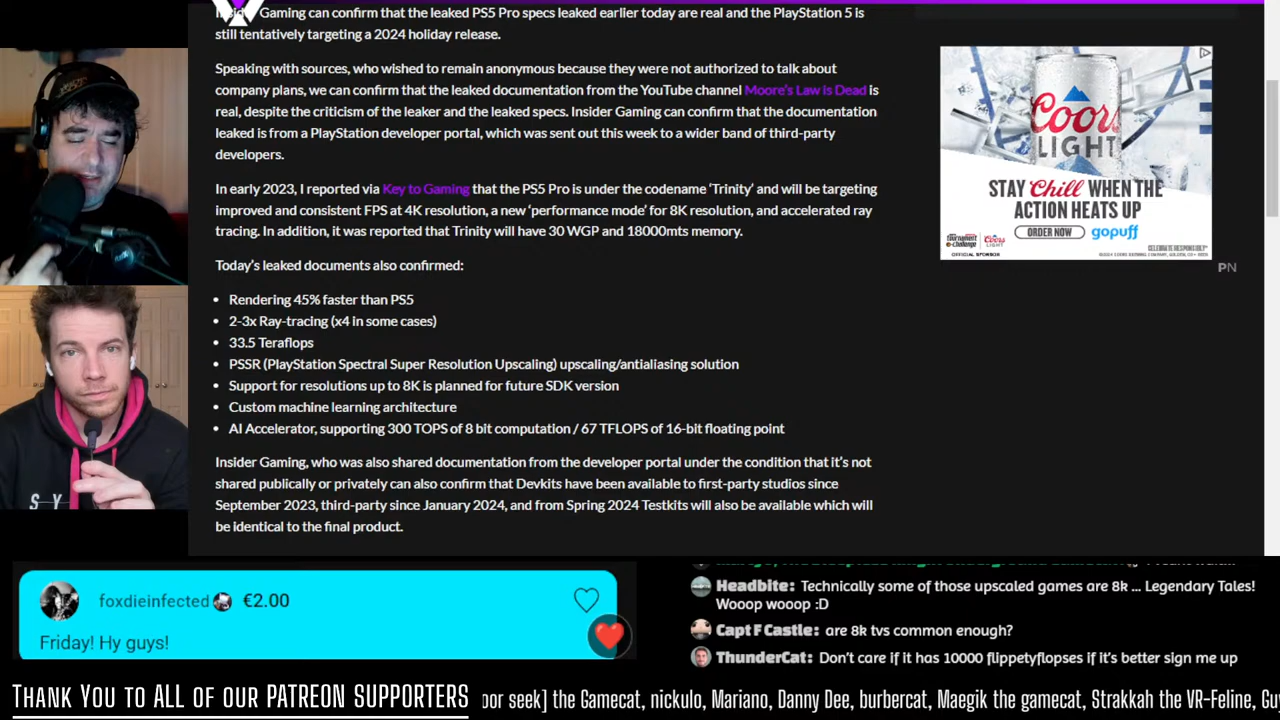 Gaming can confirm that the leaked PS5 Pro specs leaked earlier today are real and the PlayStation 5 is
still tentatively targeting a 2024 holiday release.
Speaking with sources, who wished to remain anonymous because they were not authorized to talk about
company plans, we can confirm that the leaked documentation from the YouTube channel Moore's Law is Dead is
real, despite the criticism of the leaker and the leaked specs. Insider Gaming can confirm that the documentation
leaked is from a PlayStation developer portal, which was sent out this week to a wider band of third-party
developers.
In early 2023, I reported via Key to Gaming that the PS5 Pro is under the codename 'Trinity' and will be targeting
improved and consistent FPS at 4K resolution, a new 'performance mode' for 8K resolution, and accelerated ray
tracing. In addition, it was reported that Trinity will have 30 WGP and 18000mts memory.
Today's leaked documents also confirmed:
• Rendering 45% faster than PS5
• 2-3x Ray-tracing (x4 in some cases)
• 33.5 Teraflops
• PSSR (PlayStation Spectral Super Resolution Upscaling) upscaling/antialiasing solution
• Support for resolutions up to 8K is planned for future SDK version
• Custom machine learning architecture
• AI Accelerator, supporting 300 TOPS of 8 bit computation / 67 TFLOPS of 16-bit floating point
Insider Gaming, who was also shared documentation from the developer portal under the condition that it's not
shared publically or privately can also confirm that Devkits have been available to first-party studios since
September 2023, third-party since January 2024, and from Spring 2024 Testkits will also be available which will
be identical to the final product.
Coors
LIGHT
STAY Chill WHEN THE
ACTION HEATS UP
ORDER NOW gopuff
OFFICIAL SPONSOR
CELEBRATE RESPONSIBLY
PN
S Y
foxdieinfected €2.00
Friday! Hy guys!
Headbite: Technically some of those upscaled games are 8k ... Legendary Tales!
Wooop wooop :D
Capt F Castle: are 8k tvs common enough?
ThunderCat: Don't care if it has 10000 flippetyflopses if it's better sign me up
THANK YOU TO ALL OF OUR PATREON SUPPORTERS
oor seek] the Gamecat, nickulo, Mariano, Danny Dee, burbercat, Maegik the gamecat, Strakkah the VR-Feline, Gu